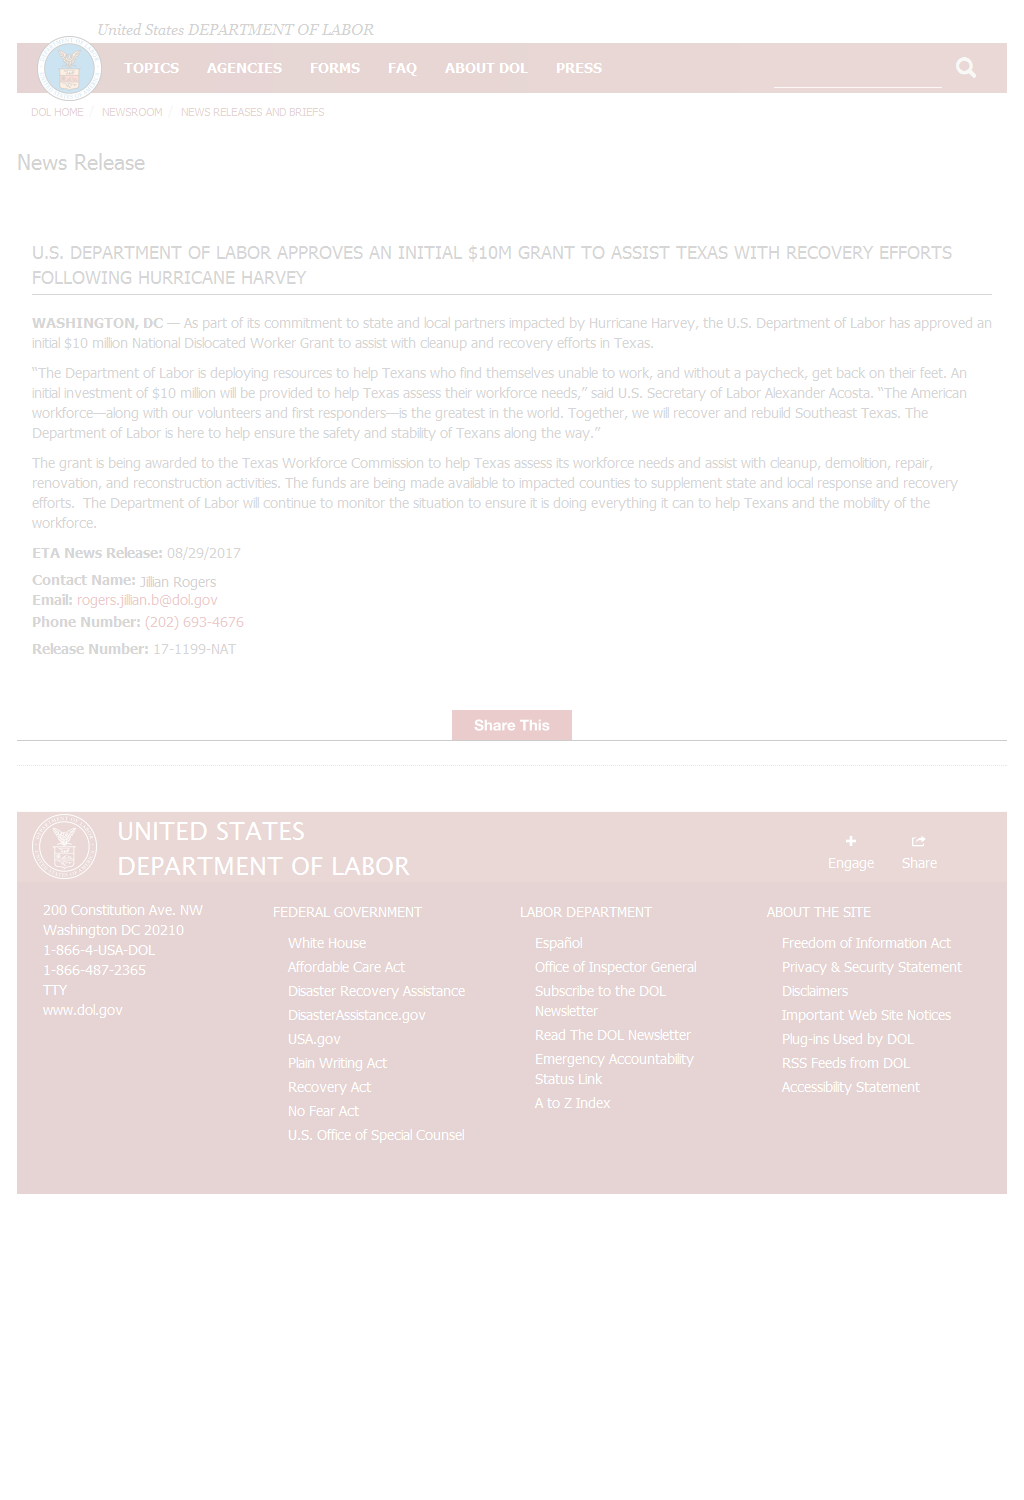 United States DEPARTMENT OF LABOR
TOPICS AGENCIES FORMS FAQ ABOUT DOL PRESS
DOL HOME / NEWSROOM / NEWS RELEASES AND BRIEFS
News Release
U.S. DEPARTMENT OF LABOR APPROVES AN INITIAL $10M GRANT TO ASSIST TEXAS WITH RECOVERY EFFORTS
FOLLOWING HURRICANE HARVEY
WASHINGTON, DC — As part of its commitment to state and local partners impacted by Hurricane Harvey, the U.S. Department of Labor has approved an
initial $10 million National Dislocated Worker Grant to assist with cleanup and recovery efforts in Texas.
“The Department of Labor is deploying resources to help Texans who find themselves unable to work, and without a paycheck, get back on their feet. An
initial investment of $10 million will be provided to help Texas assess their workforce needs,” said U.S. Secretary of Labor Alexander Acosta. “The American
workforce—along with our volunteers and first responders—is the greatest in the world. Together, we will recover and rebuild Southeast Texas. The
Department of Labor is here to help ensure the safety and stability of Texans along the way.”
The grant is being awarded to the Texas Workforce Commission to help Texas assess its workforce needs and assist with cleanup, demolition, repair,
renovation, and reconstruction activities. The funds are being made available to impacted counties to supplement state and local response and recovery
efforts.  The Department of Labor will continue to monitor the situation to ensure it is doing everything it can to help Texans and the mobility of the
workforce.
ETA News Release: 08/29/2017
Contact Name: Jillian Rogers
Email: rogers.jillian.b@dol.gov
Phone Number: (202) 693-4676
Release Number: 17-1199-NAT
Share This
UNITED STATES
DEPARTMENT OF LABOR
Engage Share
200 Constitution Ave. NW
Washington DC 20210
1-866-4-USA-DOL
1-866-487-2365
TTY
www.dol.gov
FEDERAL GOVERNMENT
White House
Affordable Care Act
Disaster Recovery Assistance
DisasterAssistance.gov
USA.gov
Plain Writing Act
Recovery Act
No Fear Act
U.S. Office of Special Counsel
LABOR DEPARTMENT
Español
Office of Inspector General
Subscribe to the DOL
Newsletter
Read The DOL Newsletter
Emergency Accountability
Status Link
A to Z Index
ABOUT THE SITE
Freedom of Information Act
Privacy & Security Statement
Disclaimers
Important Web Site Notices
Plug-ins Used by DOL
RSS Feeds from DOL
Accessibility Statement